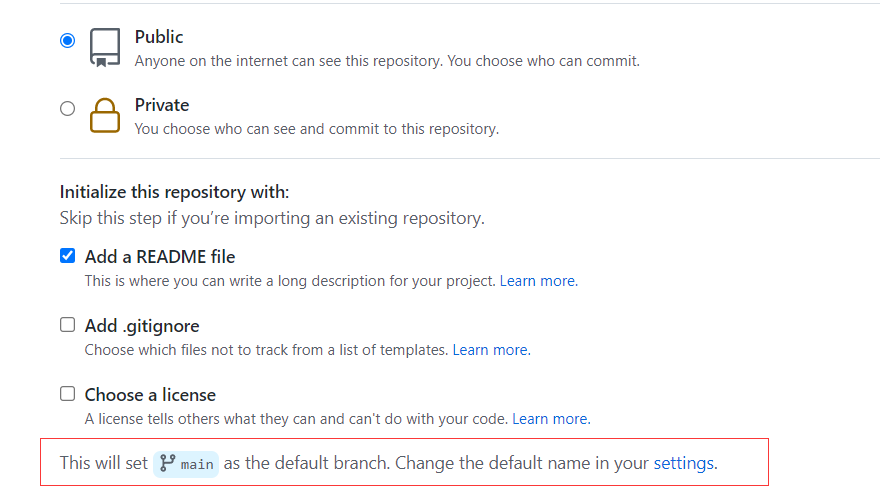 Public
Anyone on the internet can see this repository. You choose who can commit.
Private
You choose who can see and commit to this repository.
Initialize this repository with:
Skip this step if you’re importing an existing repository.
Add a README file
This is where you can write a long description for your project. Learn more.
Add .gitignore
Choose which files not to track from a list of templates. Learn more.
Choose a license
A license tells others what they can and can't do with your code. Learn more.
This will set main as the default branch. Change the default name in your settings.